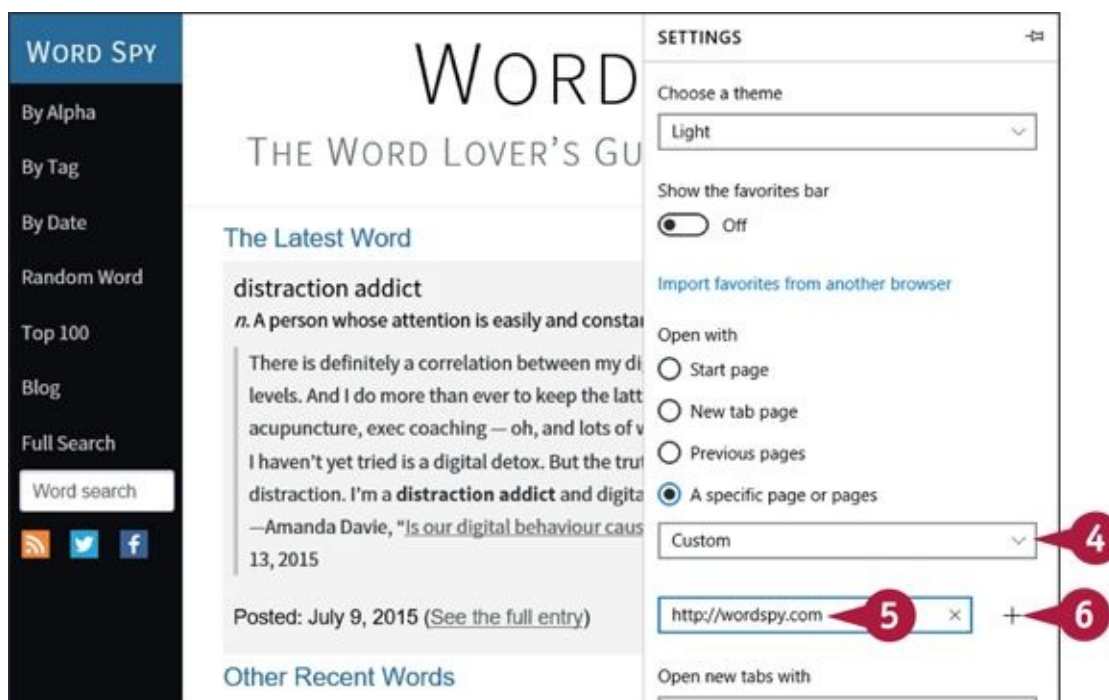 WORD SPY
By Alpha
By Tag
By Date
Random Word
Top 100
Blog
Full Search
Word search
f
WORD
THE WORD LOVER'S GU
The Latest Word
distraction addict
n. A person whose attention is easily and consta
There is definitely a correlation between my di
levels. And I do more than ever to keep the latt
acupuncture, exec coaching — oh, and lots of
I haven't yet tried is a digital detox. But the
distraction. I'm a distraction addict and digita
—Amanda Davie, "Is our digital behaviour caus
13, 2015
Posted: July 9, 2015 (See the full entry)
Other Recent Words
SETTINGS
Choose a theme
Light
Show the favorites bar
Off
Import favorites from another browser
Open with
Start page
New tab page
Previous pages
A specific page or pages
Custom
4
http://wordspy.com
5
×
+
6
Open new tabs with